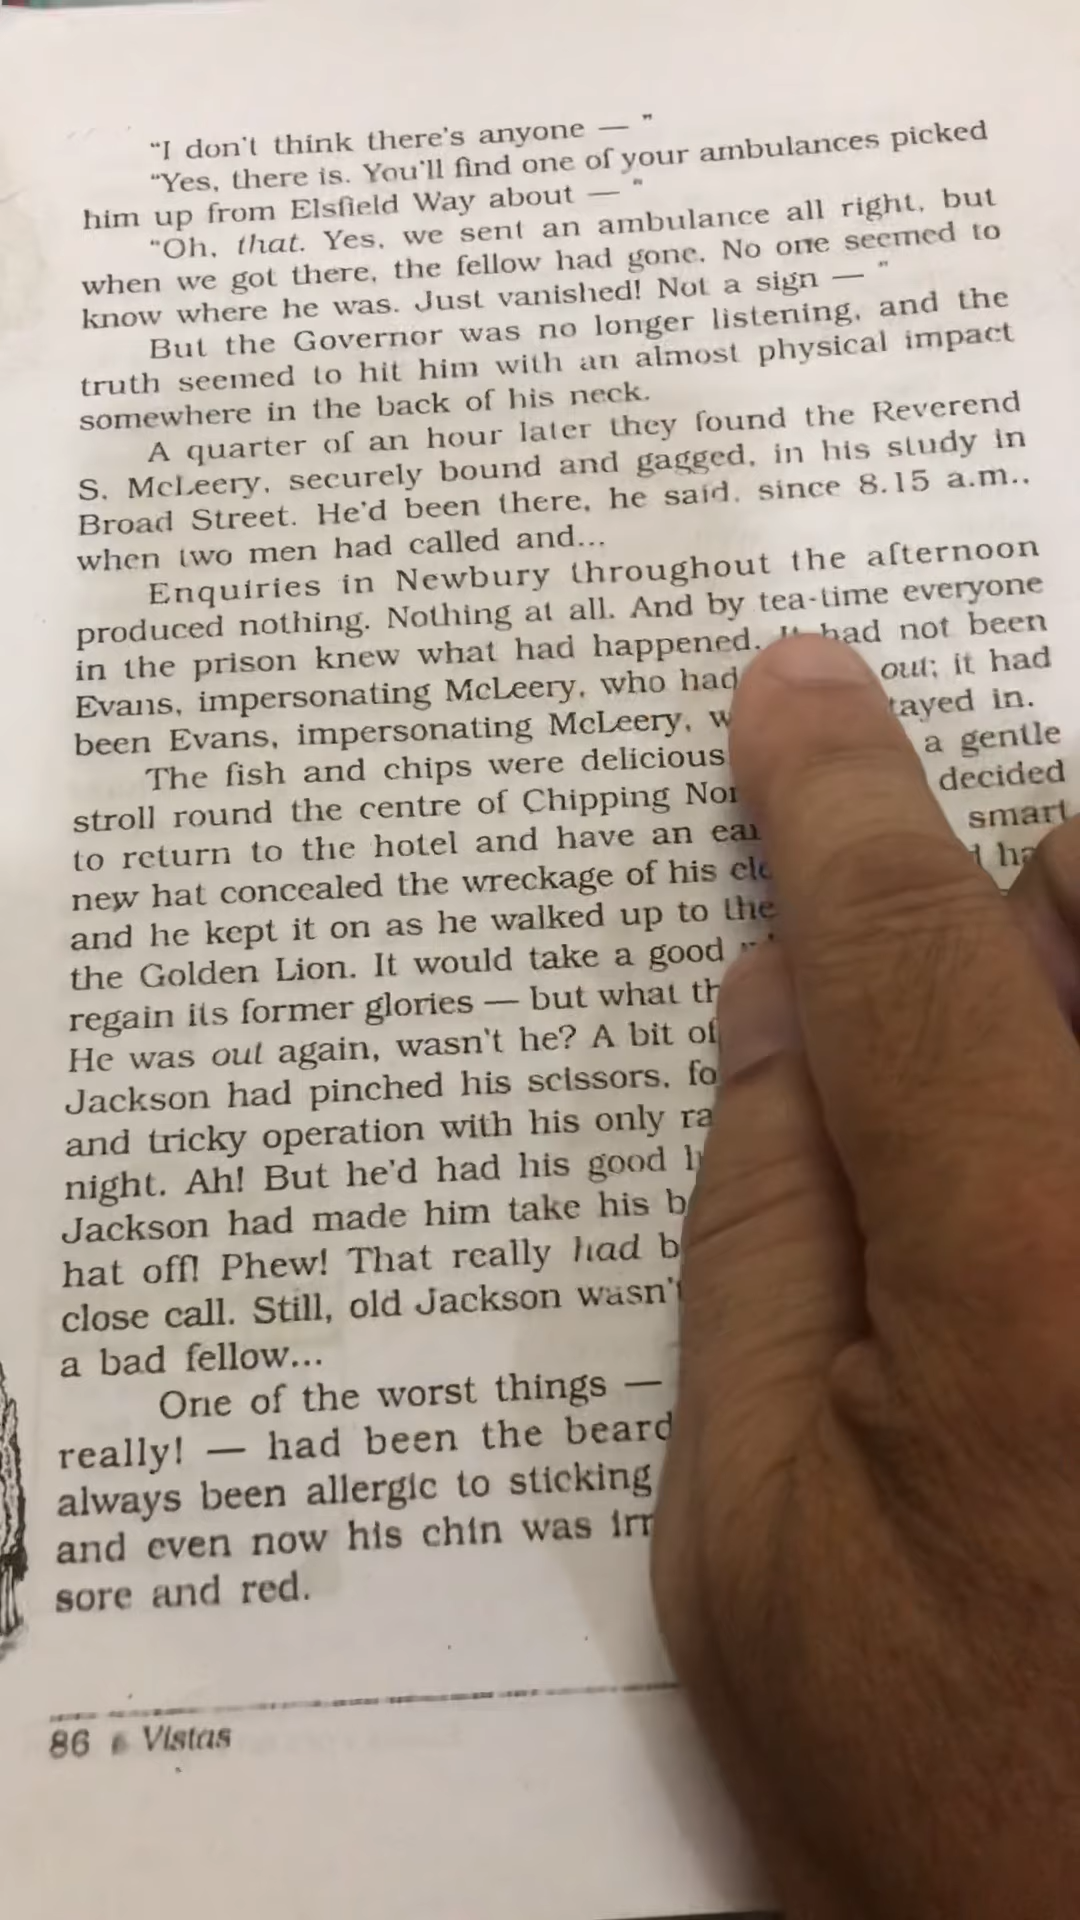 “I don't think there's anyone — ”
“Yes, there is. You'll find one of your ambulances picked
him up from Elsfield Way about — ”
“Oh, that. Yes, we sent an ambulance all right, but
when we got there, the fellow had gone. No one seemed to
know where he was. Just vanished! Not a sign — ”
But the Governor was no longer listening, and the
truth seemed to hit him with an almost physical impact
somewhere in the back of his neck.
A quarter of an hour later they found the Reverend
S. McLeery, securely bound and gagged, in his study in
Broad Street. He'd been there, he said, since 8.15 a.m.,
when two men had called and...
Enquiries in Newbury throughout the afternoon
produced nothing. Nothing at all. And by tea-time everyone
in the prison knew what had happened. It had not been
Evans, impersonating McLeery, who had out; it had
been Evans, impersonating McLeery, in.
The fish and chips were delicious a gentle
stroll round the centre of Chipping decided
to return to the hotel and have an smart
new hat concealed the wreckage of his
and he kept it on as he walked up to the
the Golden Lion. It would take a good
regain its former glories — but what
He was out again, wasn't he? A bit of
Jackson had pinched his scissors,
and tricky operation with his only
night. Ah! But he'd had his good
Jackson had made him take his
hat off! Phew! That really had
close call. Still, old Jackson wasn't
a bad fellow...
One of the worst things —
really! — had been the beard
always been allergic to sticking
and even now his chin was
sore and red.
86 Vistas